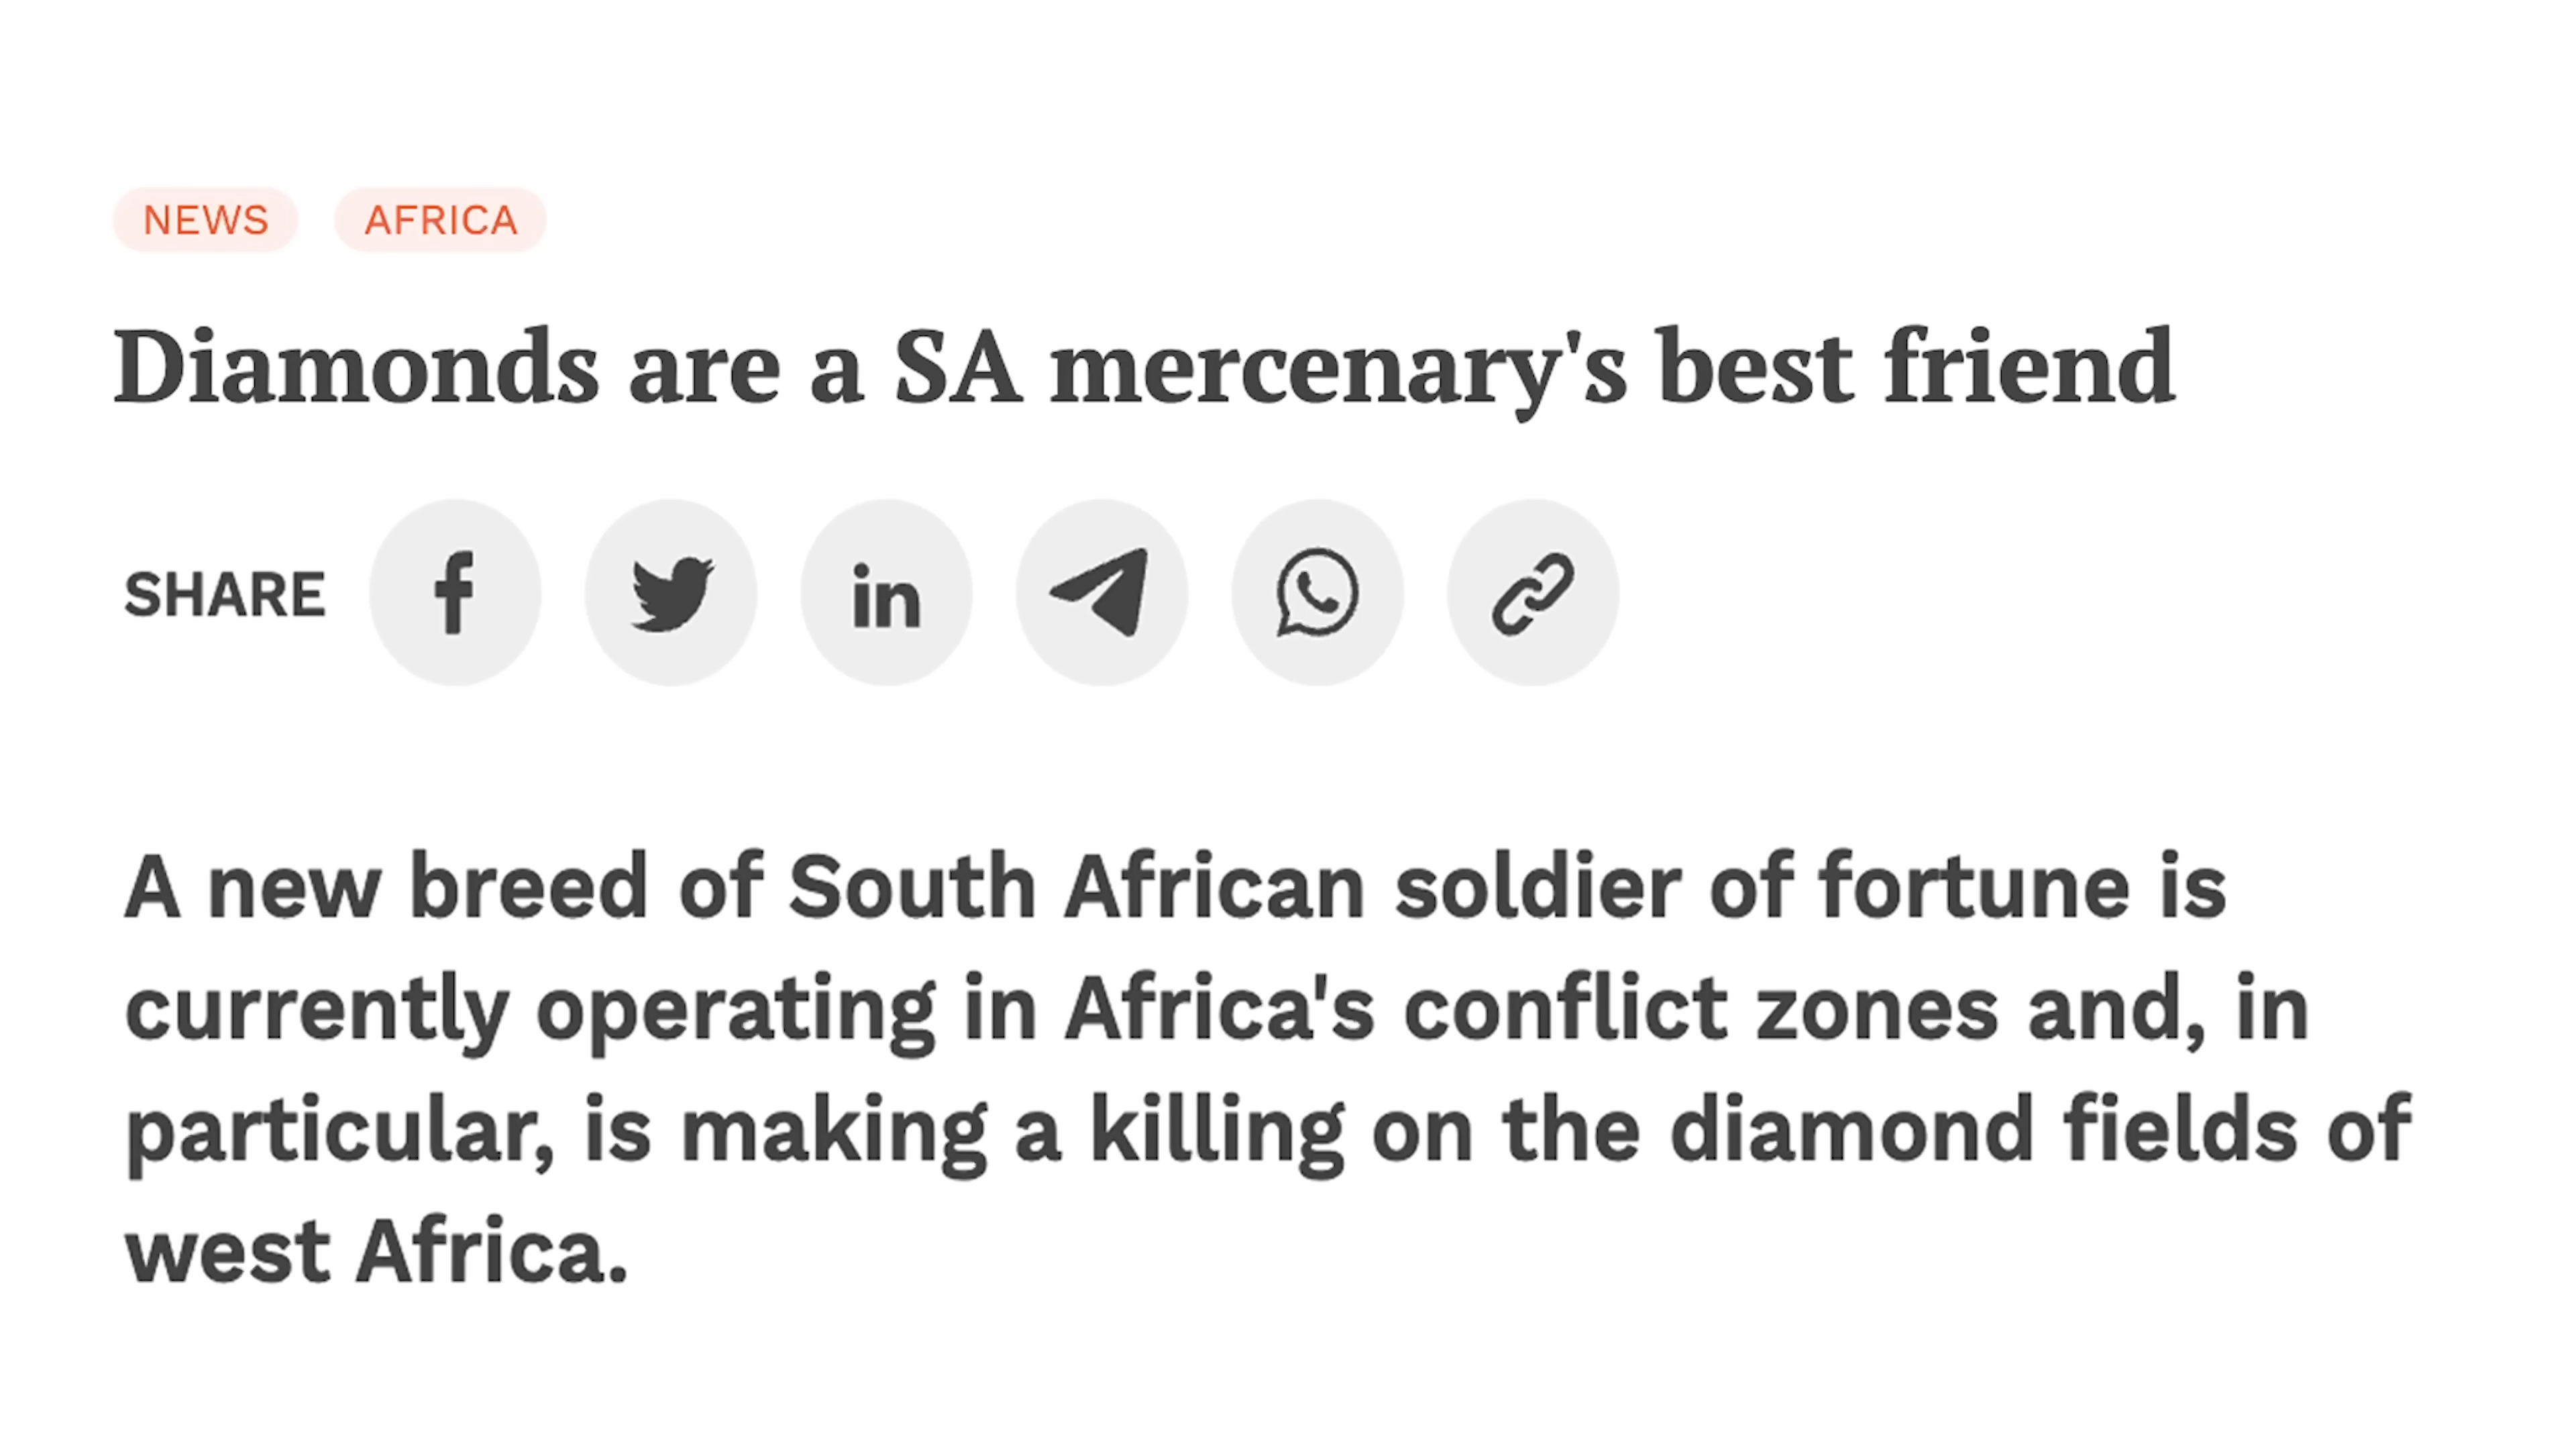 NEWS AFRICA
Diamonds are a SA mercenary's best friend
SHARE
A new breed of South African soldier of fortune is
currently operating in Africa's conflict zones and, in
particular, is making a killing on the diamond fields of
west Africa.